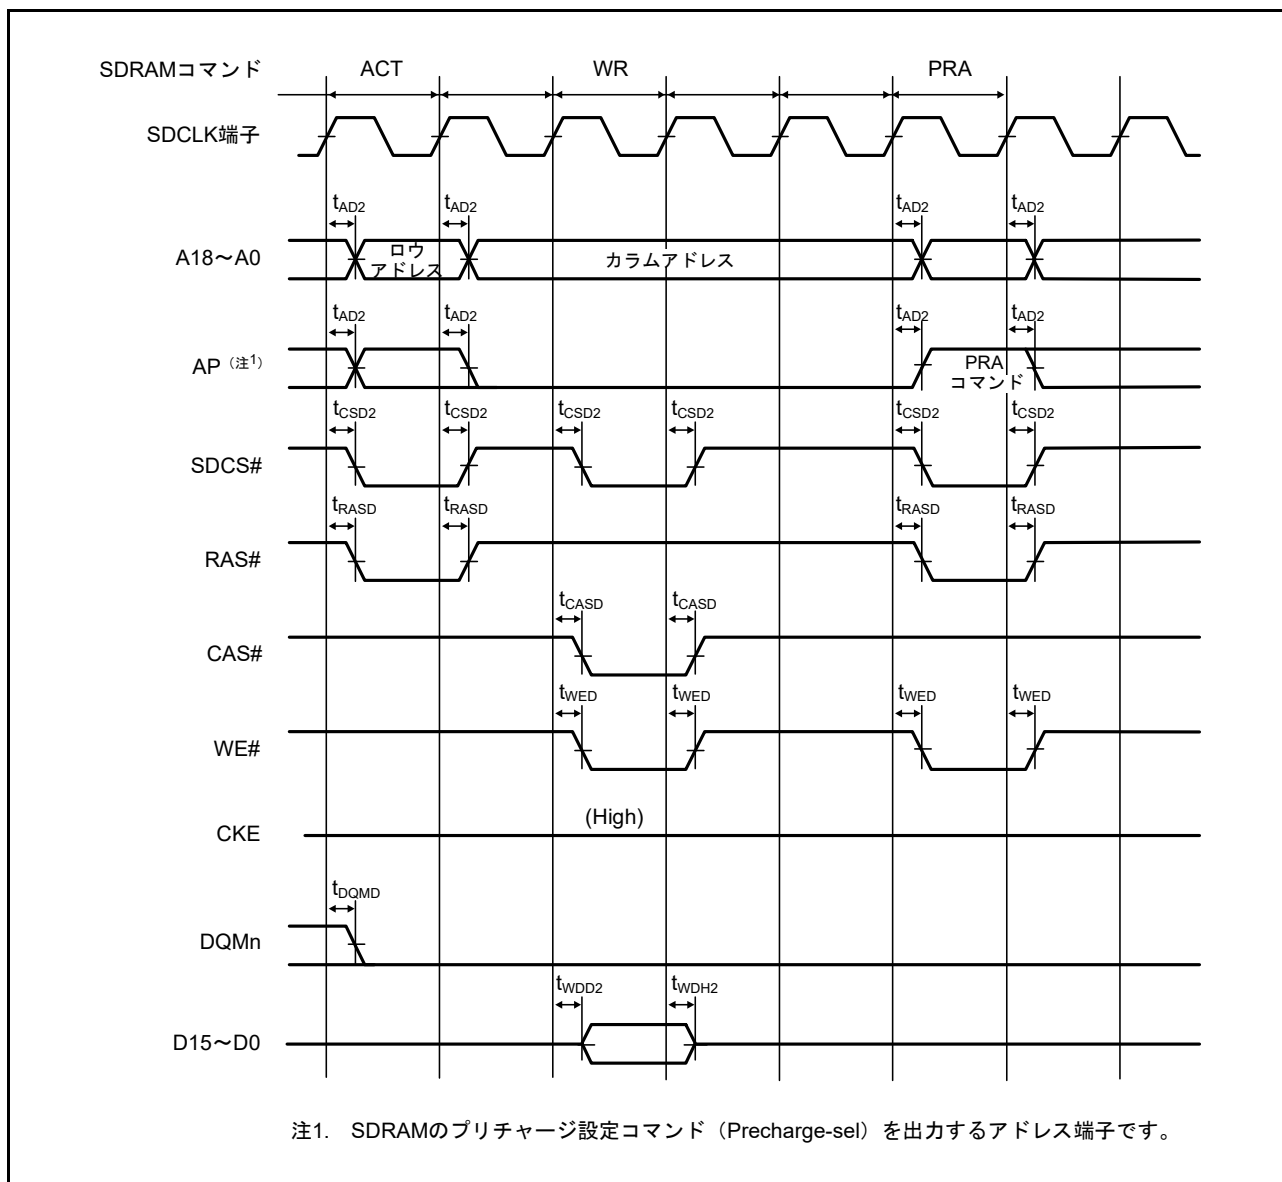 SDRAMコマンド ACT WR PRA
SDCLK端子
tAD2 tAD2 tAD2 tAD2
A18～A0 ロウ
アドレス カラムアドレス
tAD2 tAD2 tAD2 tAD2
AP（注1） PRA
コマンド
tCSD2 tCSD2 tCSD2 tCSD2 tCSD2 tCSD2
SDCS#
tRASD tRASD tRASD tRASD
RAS#
tCASD tCASD
CAS#
tWED tWED tWED tWED
WE#
(High)
CKE
tDQMD
DQMn
tWDD2 tWDH2
D15～D0
注1. SDRAMのプリチャージ設定コマンド（Precharge-sel）を出力するアドレス端子です。